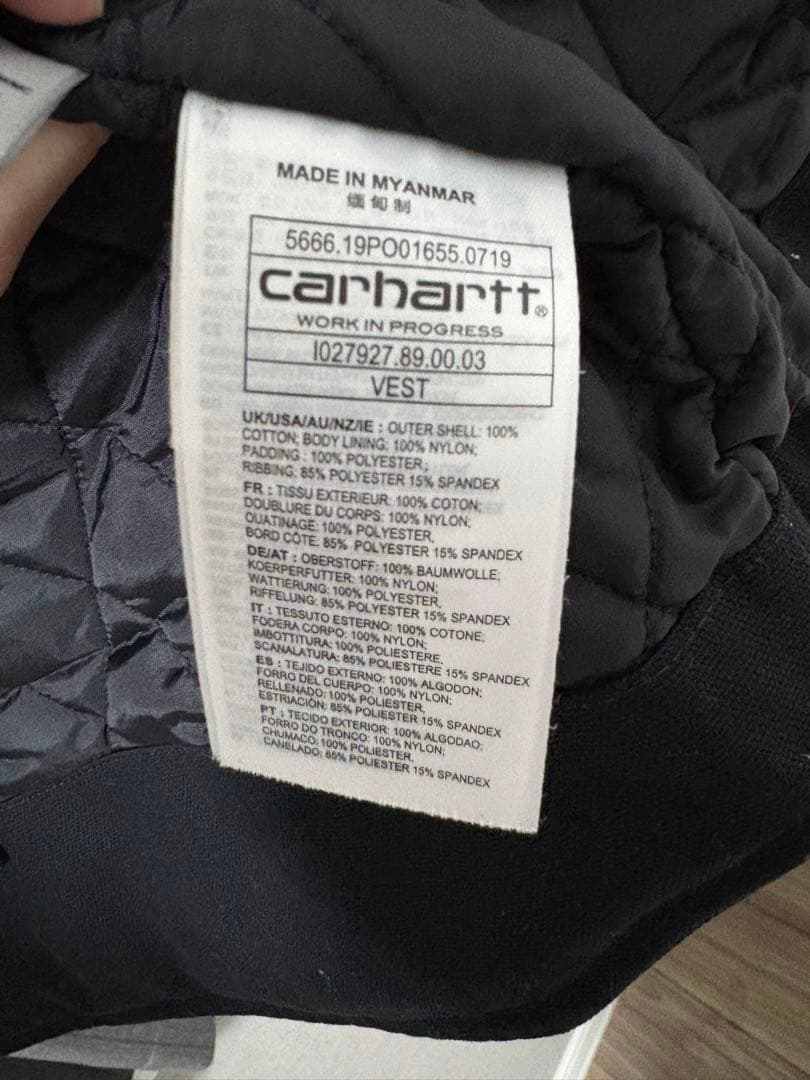 MADE IN MYANMAR
缅甸制
5666.19PO01655.0719
carhartt®
WORK IN PROGRESS
I027927.89.00.03
VEST
UK/USA/AU/NZ/IE : OUTER SHELL: 100%
COTTON; BODY LINING: 100% NYLON;
PADDING : 100% POLYESTER;
RIBBING: 85% POLYESTER 15% SPANDEX
FR : TISSU EXTERIEUR: 100% COTON;
DOUBLURE DU CORPS: 100% NYLON;
OUATINAGE: 100% POLYESTER,
BORD CÔTE: 85% POLYESTER 15% SPANDEX
DE/AT : OBERSTOFF: 100% BAUMWOLLE;
KOERPERFUTTER: 100% NYLON;
WATTIERUNG: 100% POLYESTER,
RIFFELUNG: 85% POLYESTER 15% SPANDEX
IT : TESSUTO ESTERNO: 100% COTONE;
FODERA CORPO: 100% NYLON;
IMBOTTITURA: 100% POLIESTERE,
SCANALATURA: 85% POLIESTERE 15% SPANDEX
ES : TEJIDO EXTERNO: 100% ALGODON;
FORRO DEL CUERPO: 100% NYLON;
RELLENADO: 100% POLIESTER,
ESTRIACIÓN: 85% POLIESTER 15% SPANDEX
PT : TECIDO EXTERIOR: 100% ALGODAO;
FORRO DO TRONCO: 100% NYLON;
CHUMACO: 100% POLIESTER,
CANELADO: 85% POLIESTER 15% SPANDEX